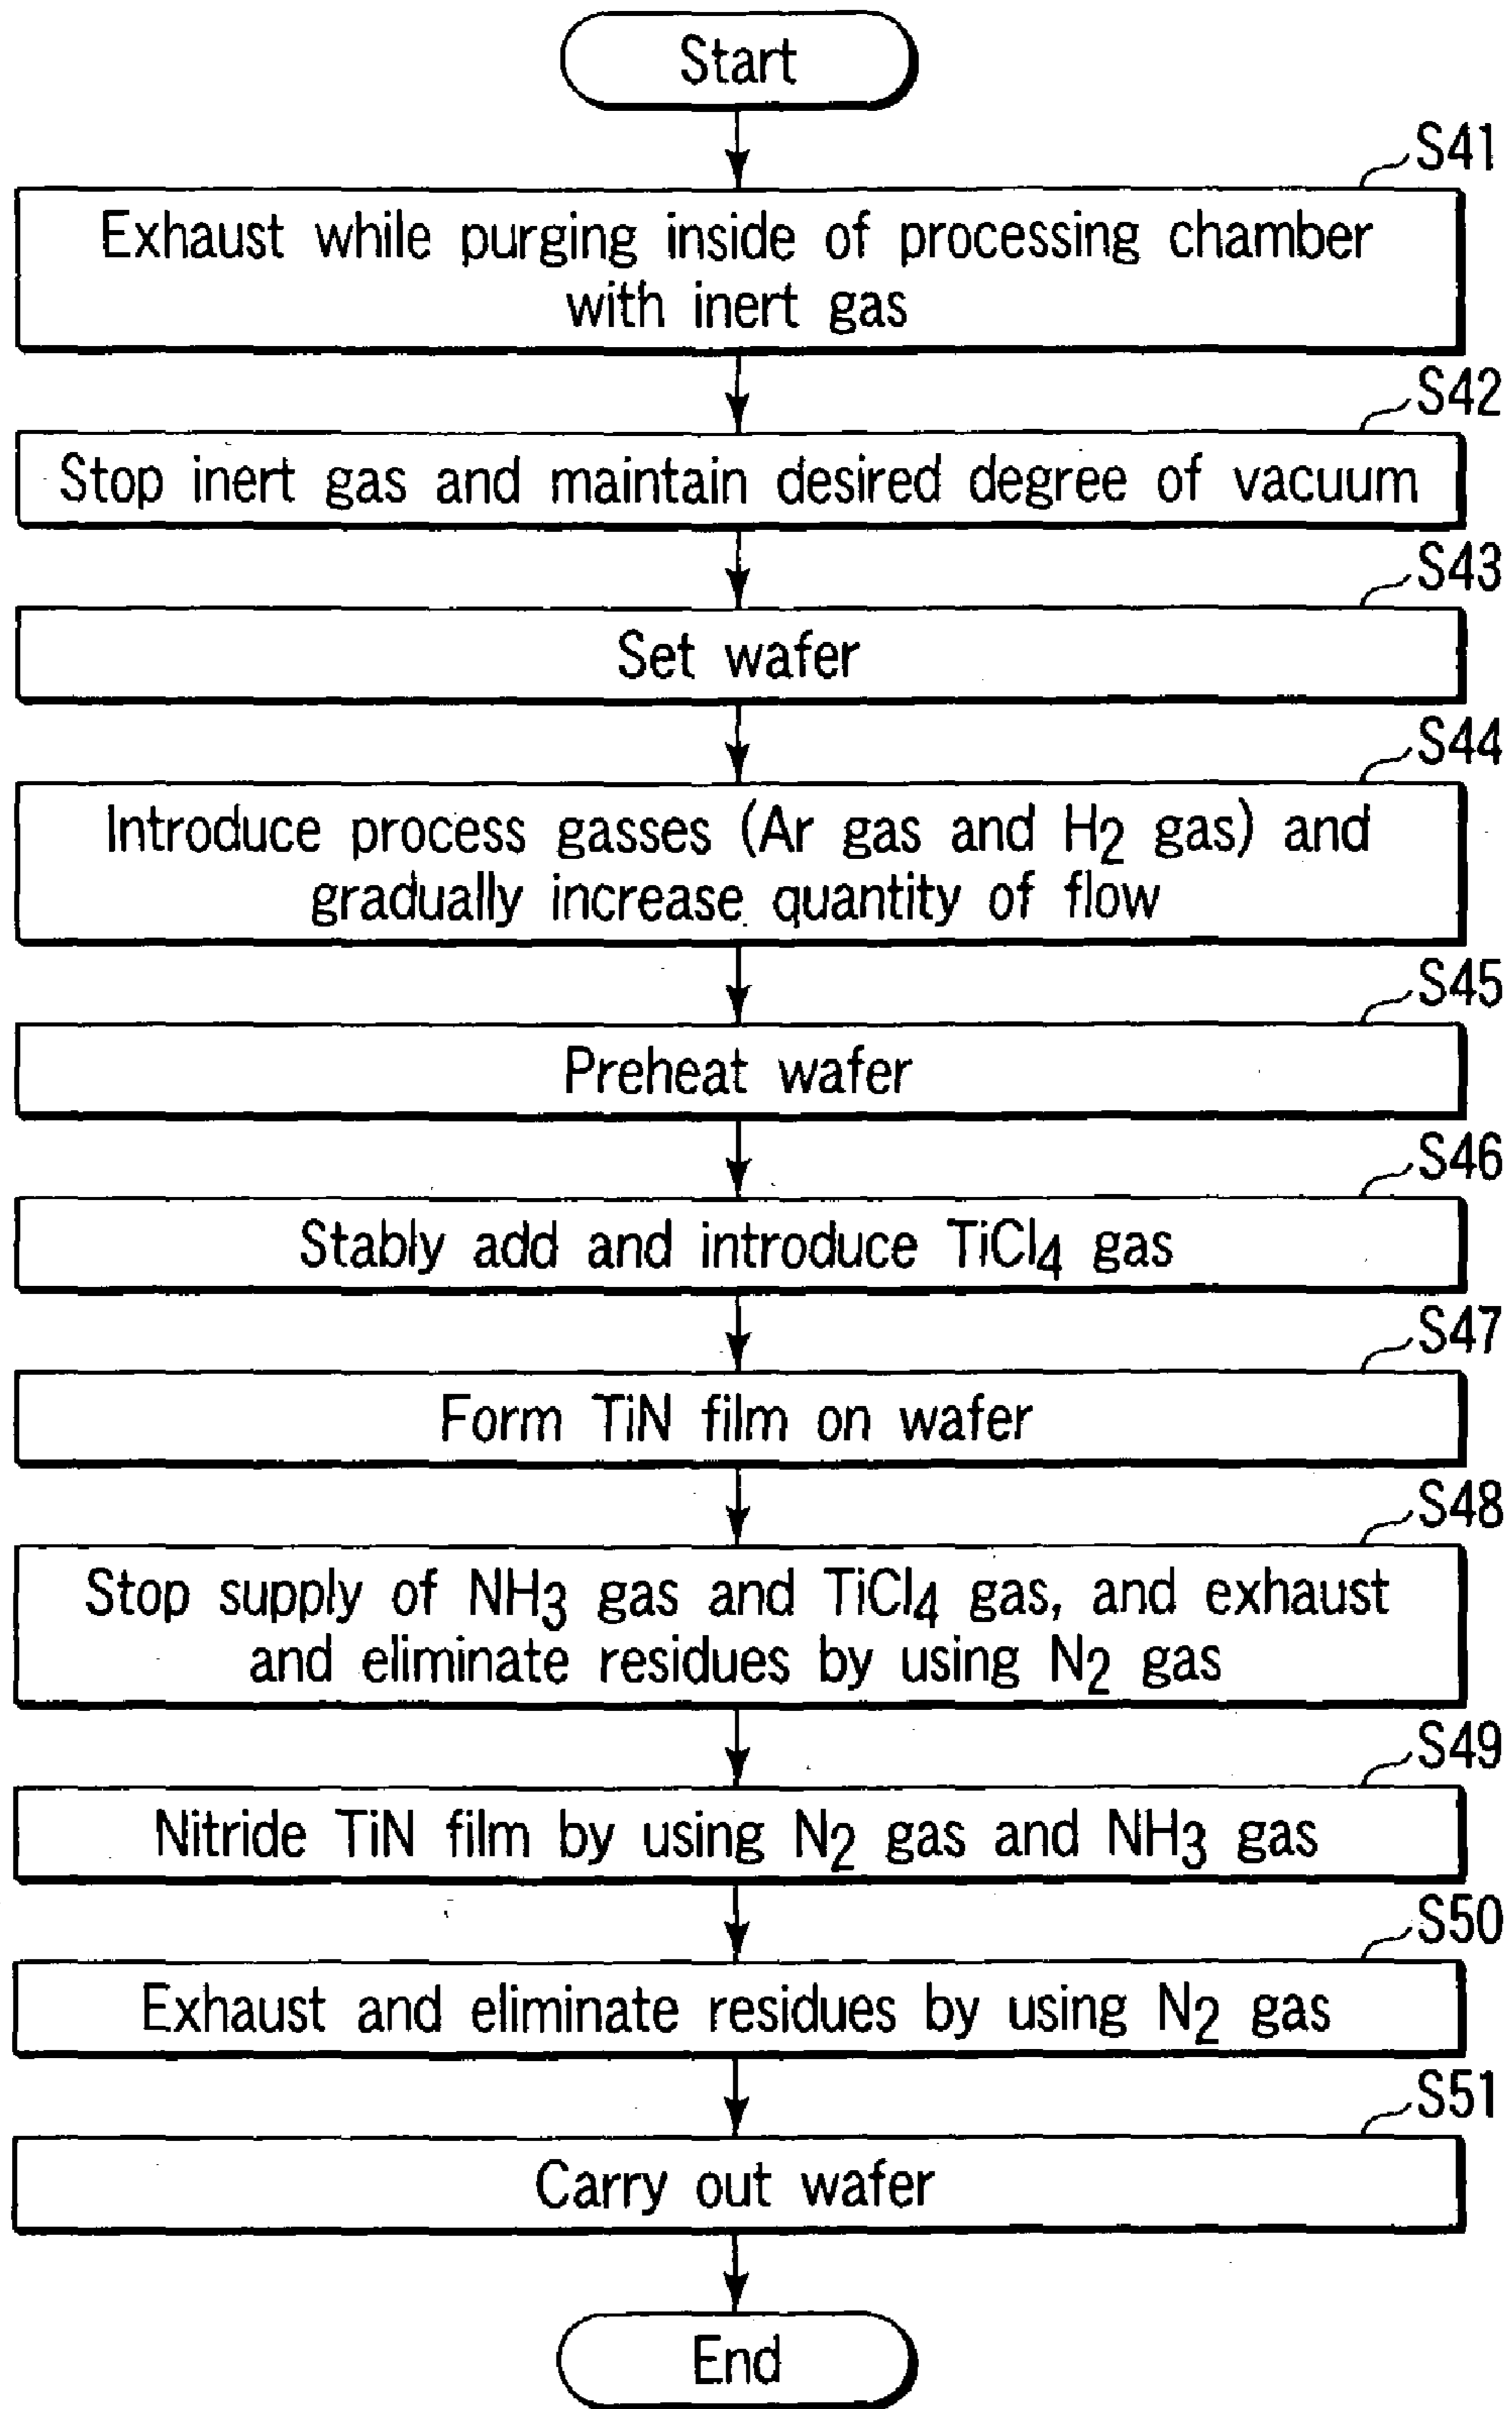 Start
S41
Exhaust while purging inside of processing chamber
with inert gas
S42
Stop inert gas and maintain desired degree of vacuum
S43
Set wafer
S44
Introduce process gasses (Ar gas and H2 gas) and
gradually increase quantity of flow
S45
Preheat wafer
S46
Stably add and introduce TiCl4 gas
S47
Form TiN film on wafer
S48
Stop supply of NH3 gas and TiCl4 gas, and exhaust
and eliminate residues by using N2 gas
S49
Nitride TiN film by using N2 gas and NH3 gas
S50
Exhaust and eliminate residues by using N2 gas
S51
Carry out wafer
End